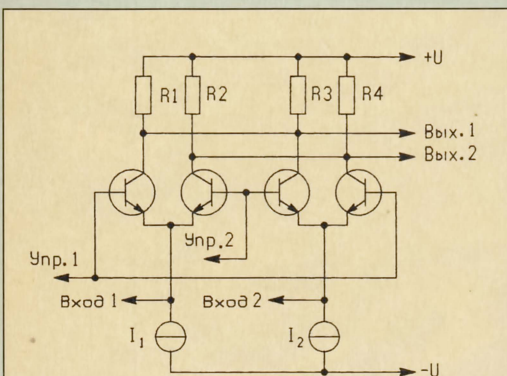 +U
R1 R2 R3 R4
Вых.1
Вых.2
Упр.2
Упр.1
Вход 1 Вход 2
I₁ I₂
-U